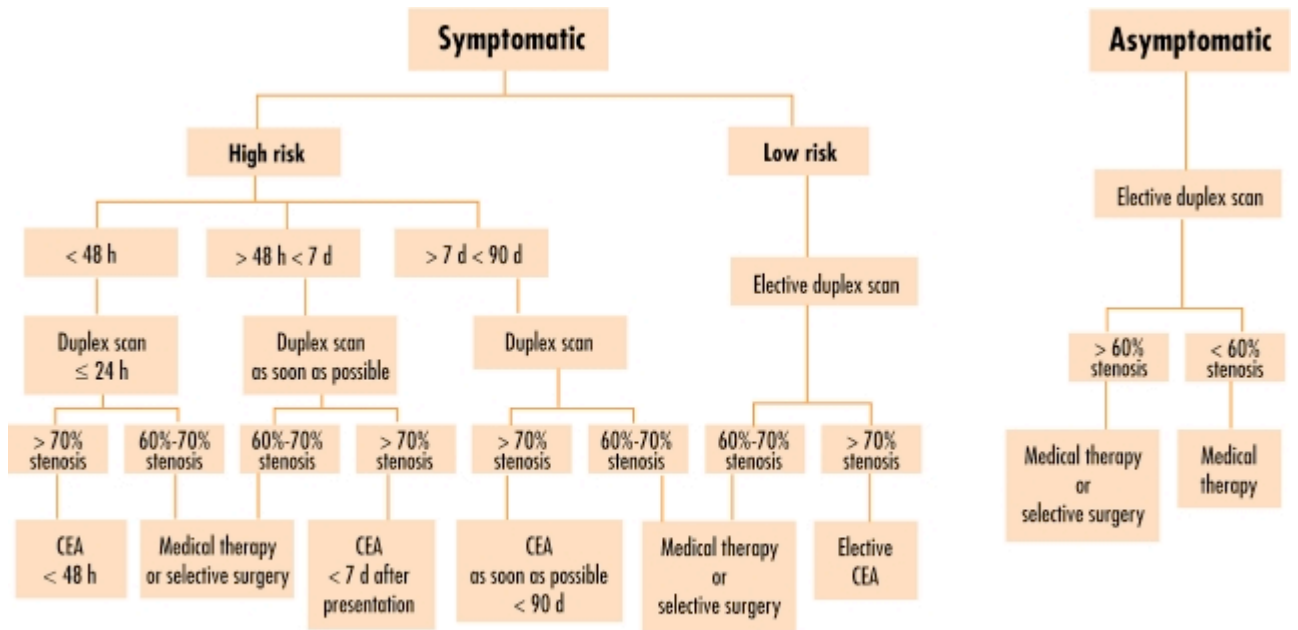 Symptomatic
Asymptomatic
High risk
Low risk
Elective duplex scan
< 48 h
> 48 h < 7 d
> 7 d < 90 d
Elective duplex scan
Duplex scan
≤ 24 h
Duplex scan
as soon as possible
Duplex scan
> 60%
stenosis
< 60%
stenosis
> 70%
stenosis
60%-70%
stenosis
60%-70%
stenosis
> 70%
stenosis
> 70%
stenosis
60%-70%
stenosis
60%-70%
stenosis
> 70%
stenosis
Medical therapy
or
selective surgery
Medical
therapy
CEA
< 48 h
Medical therapy
or selective surgery
CEA
< 7 d after
presentation
CEA
as soon as possible
< 90 d
Medical therapy
or
selective surgery
Elective
CEA